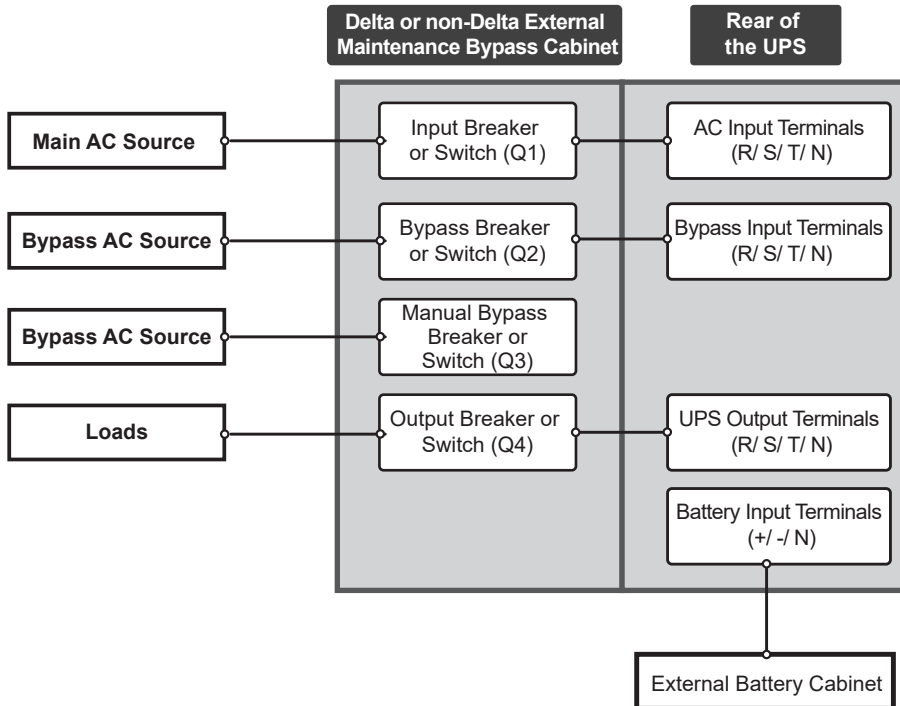 Delta or non-Delta External
Maintenance Bypass Cabinet
Rear of
the UPS
Main AC Source
Input Breaker
or Switch (Q1)
AC Input Terminals
(R/ S/ T/ N)
Bypass AC Source
Bypass Breaker
or Switch (Q2)
Bypass Input Terminals
(R/ S/ T/ N)
Bypass AC Source
Manual Bypass
Breaker or
Switch (Q3)
Loads
Output Breaker or
Switch (Q4)
UPS Output Terminals
(R/ S/ T/ N)
Battery Input Terminals
(+/ -/ N)
External Battery Cabinet